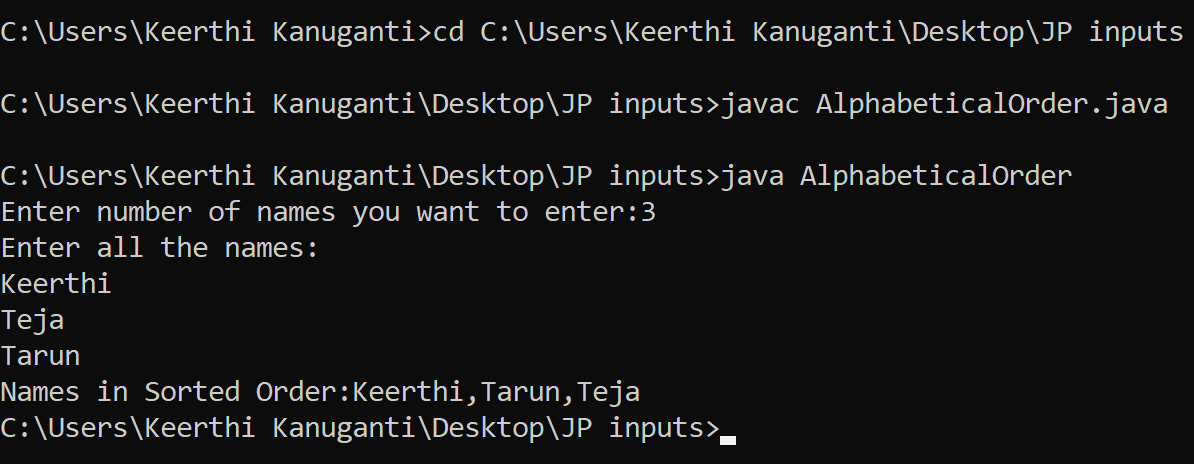 C:\Users\Keerthi Kanuganti>cd C:\Users\Keerthi Kanuganti\Desktop\JP inputs
C:\Users\Keerthi Kanuganti\Desktop\JP inputs>javac AlphabeticalOrder.java
C:\Users\Keerthi Kanuganti\Desktop\JP inputs>java AlphabeticalOrder
Enter number of names you want to enter:3
Enter all the names:
Keerthi
Teja
Tarun
Names in Sorted Order:Keerthi,Tarun,Teja
C:\Users\Keerthi Kanuganti\Desktop\JP inputs>